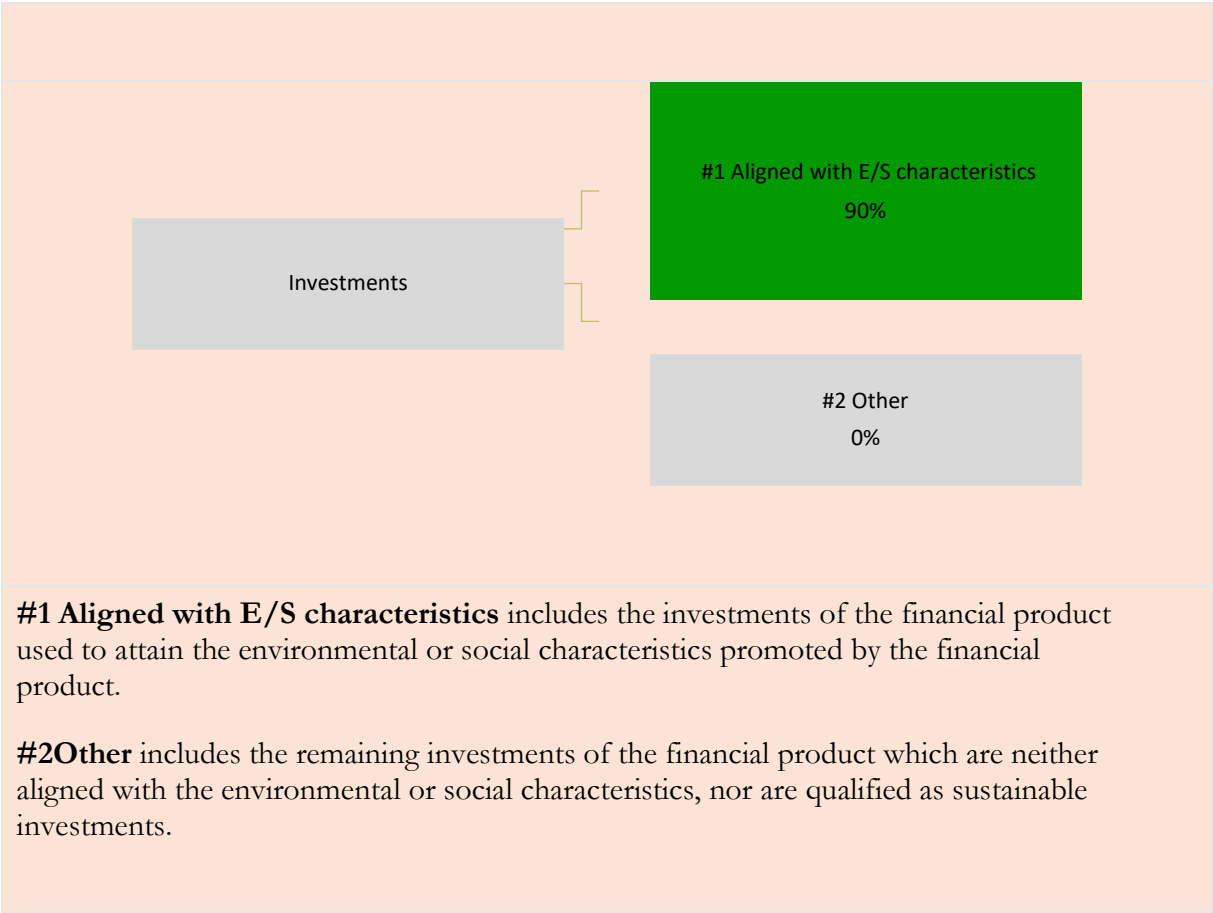 #1 Aligned with E/S characteristics
90%
Investments
#2 Other
0%
#1 Aligned with E/S characteristics includes the investments of the financial product
used to attain the environmental or social characteristics promoted by the financial
product.
#2Other includes the remaining investments of the financial product which are neither
aligned with the environmental or social characteristics, nor are qualified as sustainable
investments.